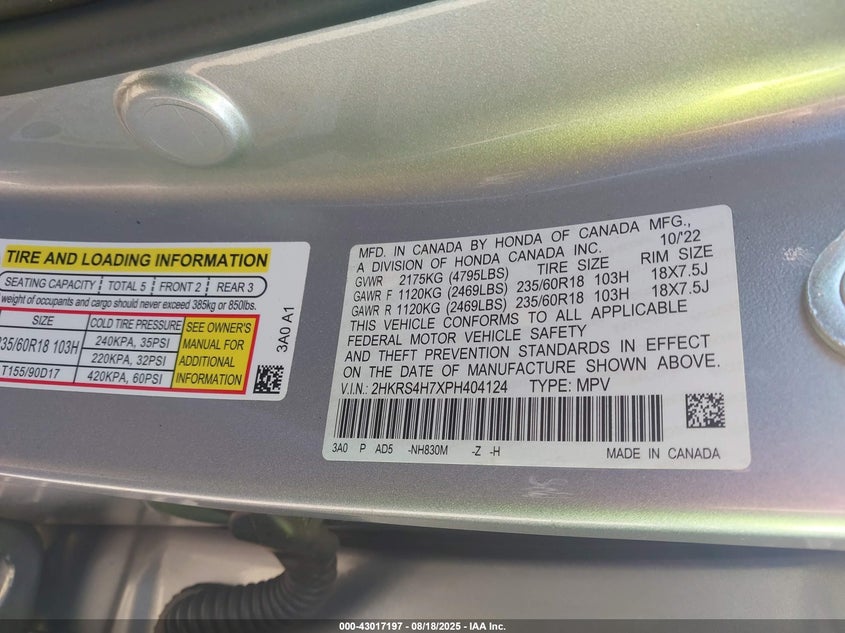 TIRE AND LOADING INFORMATION
SEATING CAPACITY TOTAL 5 FRONT 2 REAR 3
weight of occupants and cargo should never exceed 385kg or 850lbs.
SIZE COLD TIRE PRESSURE
235/60R18 103H 240KPA, 35PSI
220KPA, 32PSI
T155/90D17 420KPA, 60PSI
SEE OWNER'S
MANUAL FOR
ADDITIONAL
INFORMATION
3A0 A1
MFD. IN CANADA BY HONDA OF CANADA MFG.,
A DIVISION OF HONDA CANADA INC. 10/'22
GVWR 2175KG (4795LBS) TIRE SIZE RIM SIZE
GAWR F 1120KG (2469LBS) 235/60R18 103H 18X7.5J
GAWR R 1120KG (2469LBS) 235/60R18 103H 18X7.5J
THIS VEHICLE CONFORMS TO ALL APPLICABLE
FEDERAL MOTOR VEHICLE SAFETY
AND THEFT PREVENTION STANDARDS IN EFFECT
ON THE DATE OF MANUFACTURE SHOWN ABOVE.
V.I.N.: 2HKRS4H7XPH404124 TYPE: MPV
3A0 P AD5 -NH830M -Z -H MADE IN CANADA
000-43017197 - 08/18/2025 - IAA Inc.